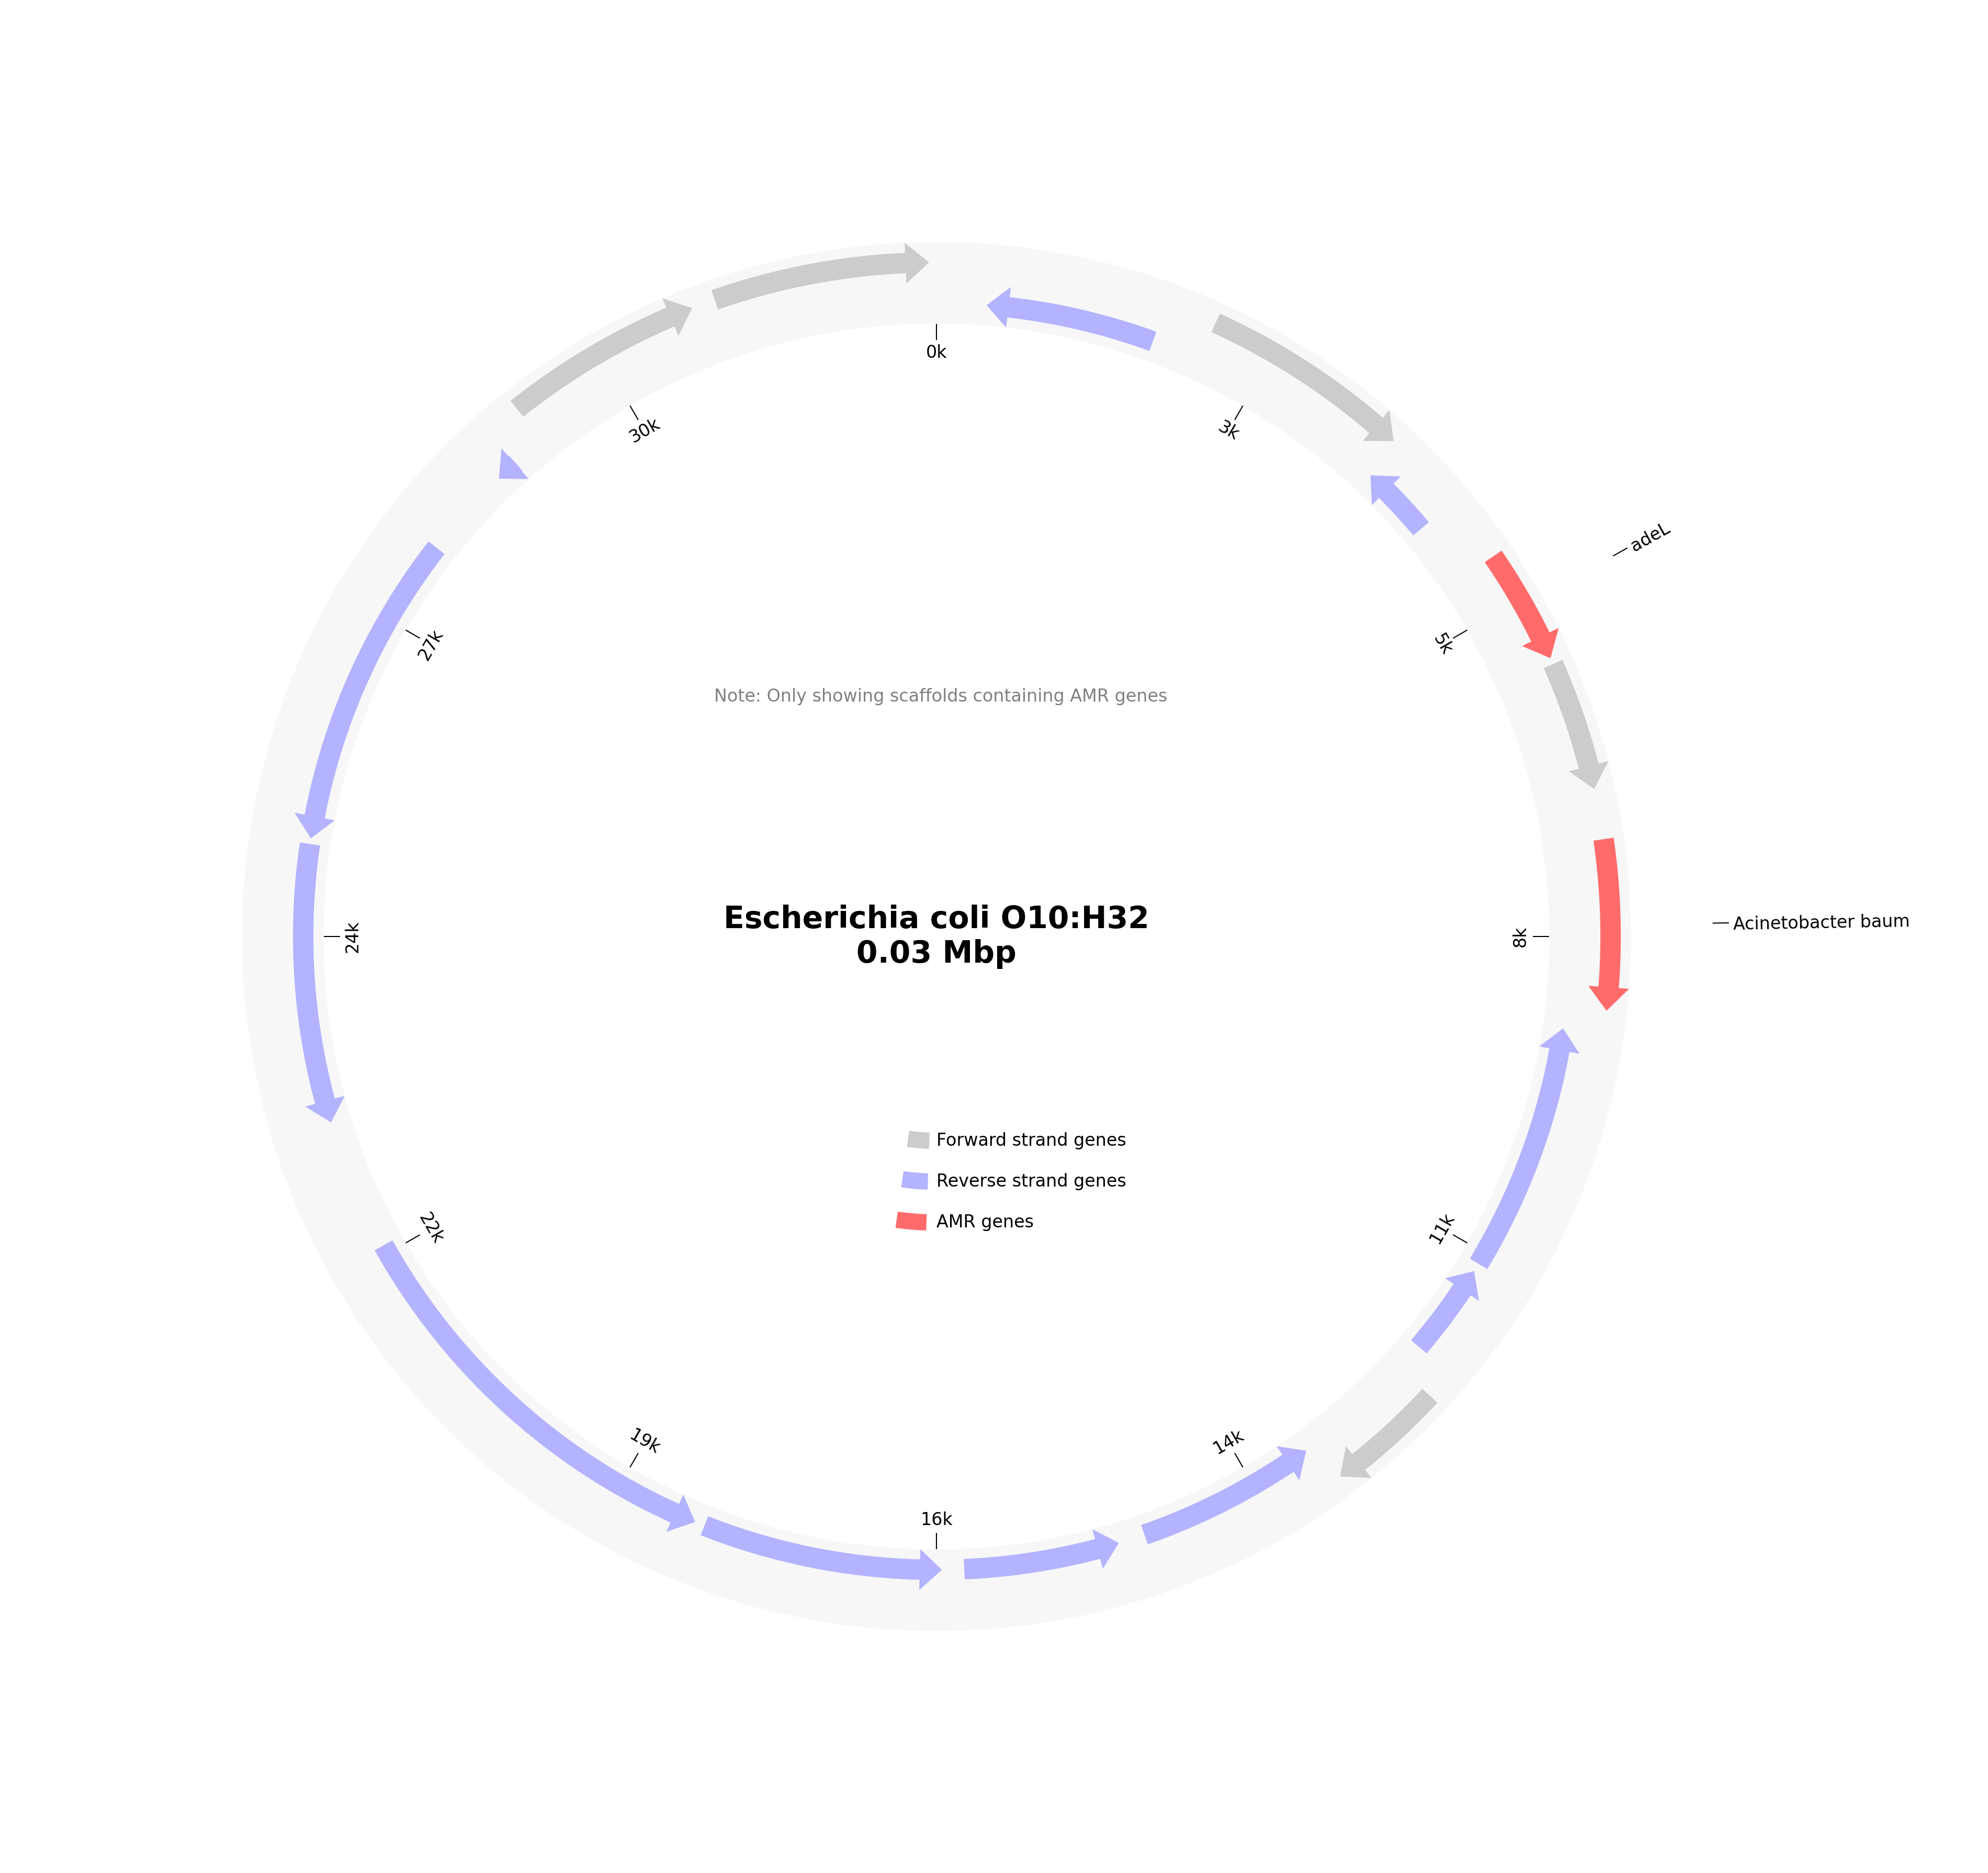 0k
3k
30k
adeL
5k
27k
Note: Only showing scaffolds containing AMR genes
Escherichia coli O10:H32
0.03 Mbp
Acinetobacter baum
24k
8k
Forward strand genes
Reverse strand genes
AMR genes
22k
11k
19k
14k
16k